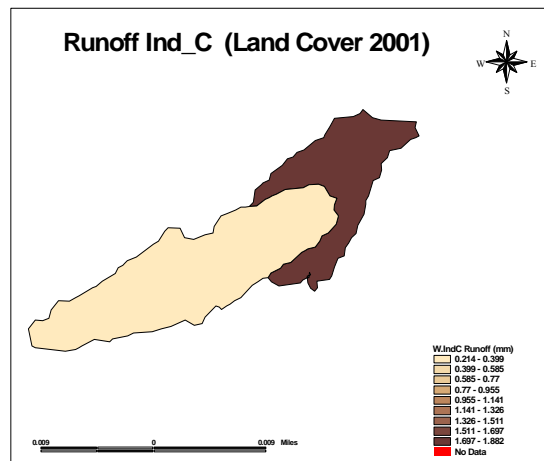 Runoff Ind_C (Land Cover 2001)
N
W E
S
W.IndC Runoff (mm)
0.214 - 0.399
0.399 - 0.585
0.585 - 0.77
0.77 - 0.955
0.955 - 1.141
1.141 - 1.326
1.326 - 1.511
1.511 - 1.697
1.697 - 1.882
No Data
0.009 0 0.009 Miles